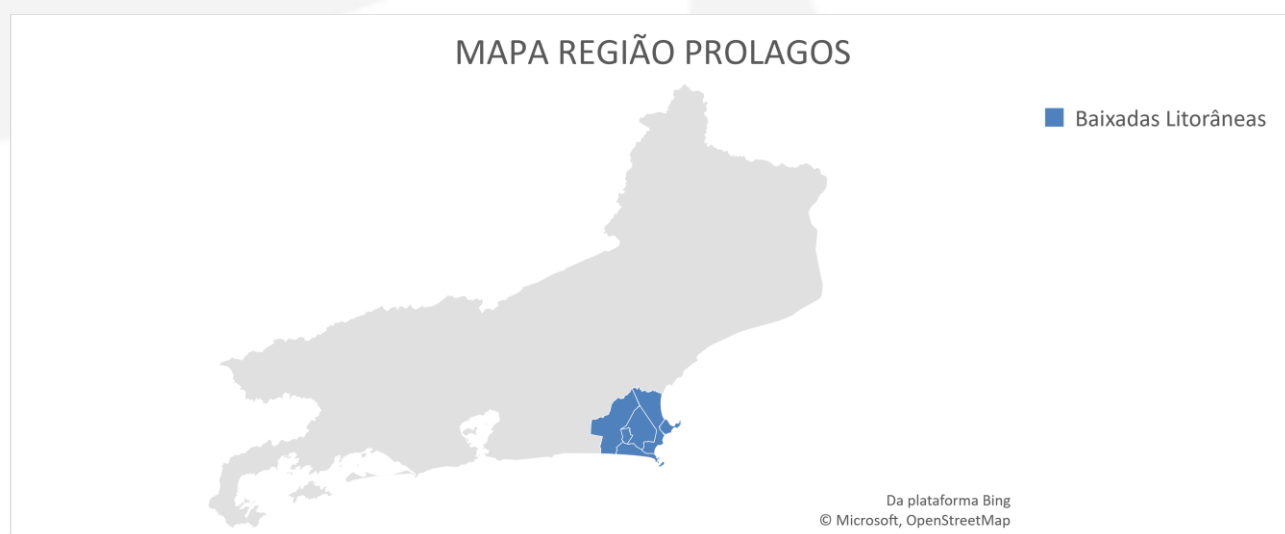 MAPA REGIÃO PROLAGOS
Baixadas Litorâneas
Da plataforma Bing
© Microsoft, OpenStreetMap